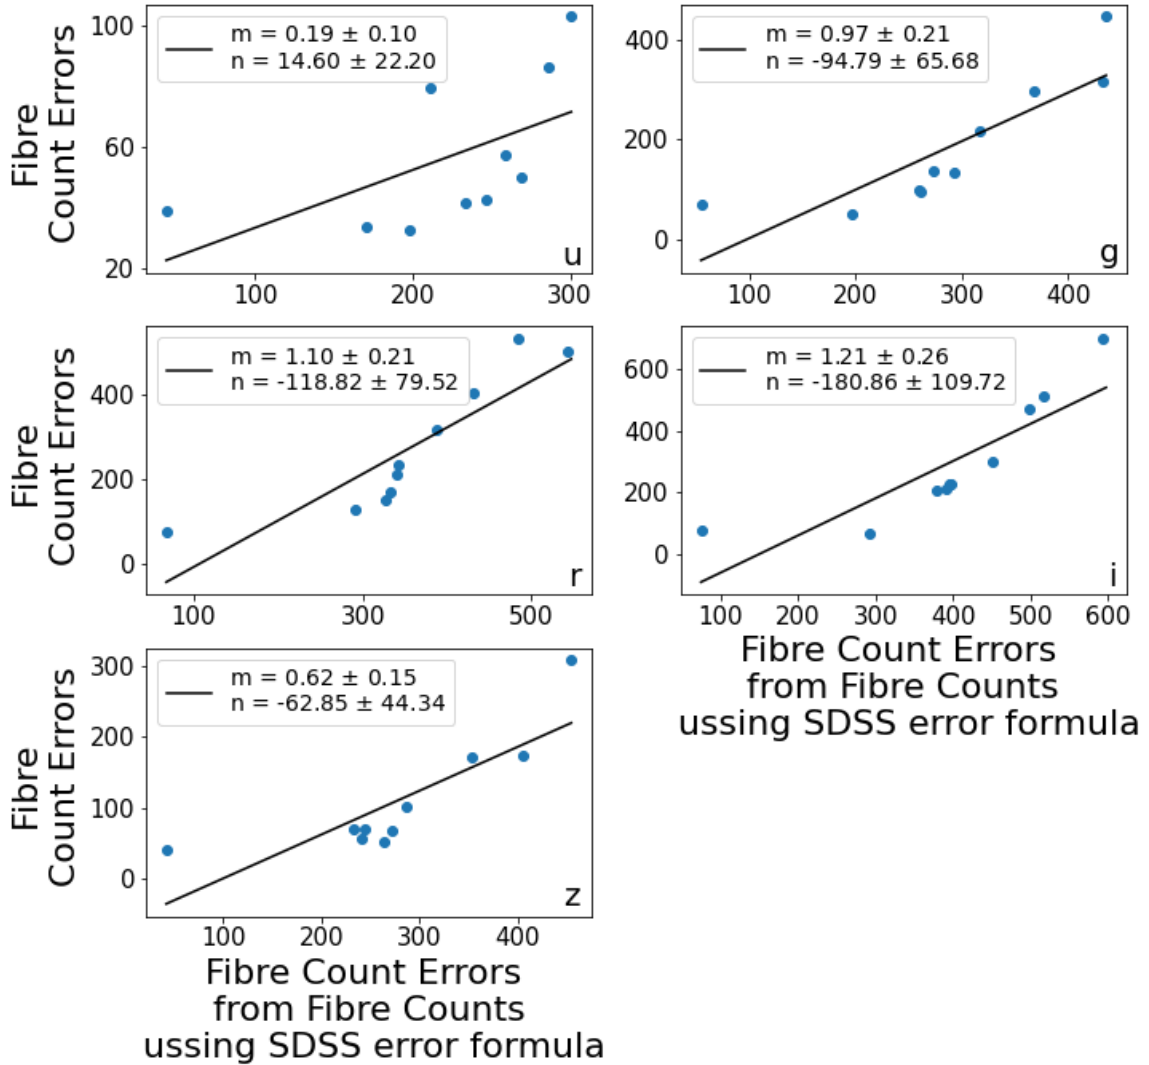 Fibre
Count Errors
100
60
20
m = 0.19 ± 0.10
n = 14.60 ± 22.20
u
100
200
300
400
200
0
m = 0.97 ± 0.21
n = -94.79 ± 65.68
g
100
200
300
400
Fibre
Count Errors
400
200
0
m = 1.10 ± 0.21
n = -118.82 ± 79.52
r
100
300
500
600
400
200
0
m = 1.21 ± 0.26
n = -180.86 ± 109.72
i
100
200
300
400
500
600
Fibre Count Errors
from Fibre Counts
ussing SDSS error formula
Fibre
Count Errors
300
200
100
0
m = 0.62 ± 0.15
n = -62.85 ± 44.34
z
100
200
300
400
Fibre Count Errors
from Fibre Counts
ussing SDSS error formula